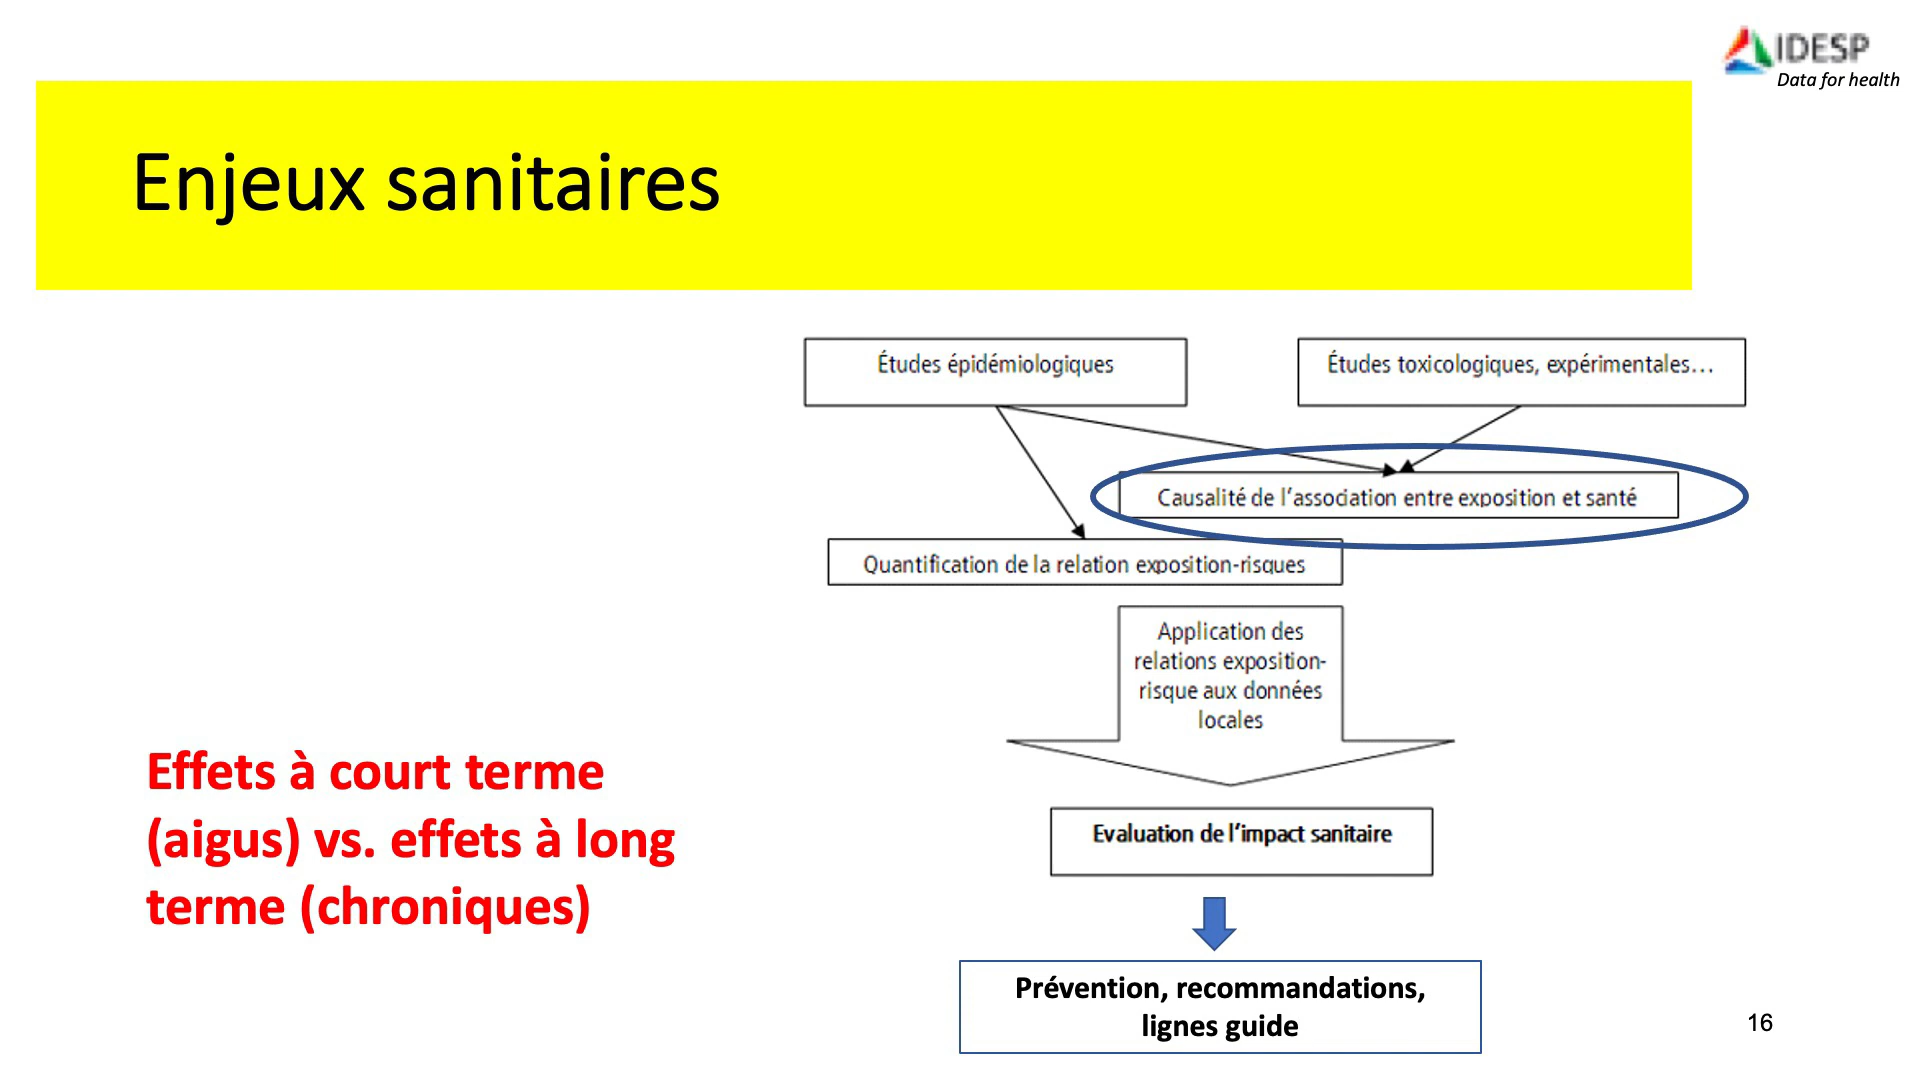 IDESP
Data for health
Enjeux sanitaires
Études épidémiologiques
Études toxicologiques, expérimentales...
Causalité de l'association entre exposition et santé
Quantification de la relation exposition-risques
Application des
relations exposition-
risque aux données
locales
Effets à court terme
(aigus) vs. effets à long
terme (chroniques)
Evaluation de l'impact sanitaire
Prévention, recommandations,
lignes guide
16